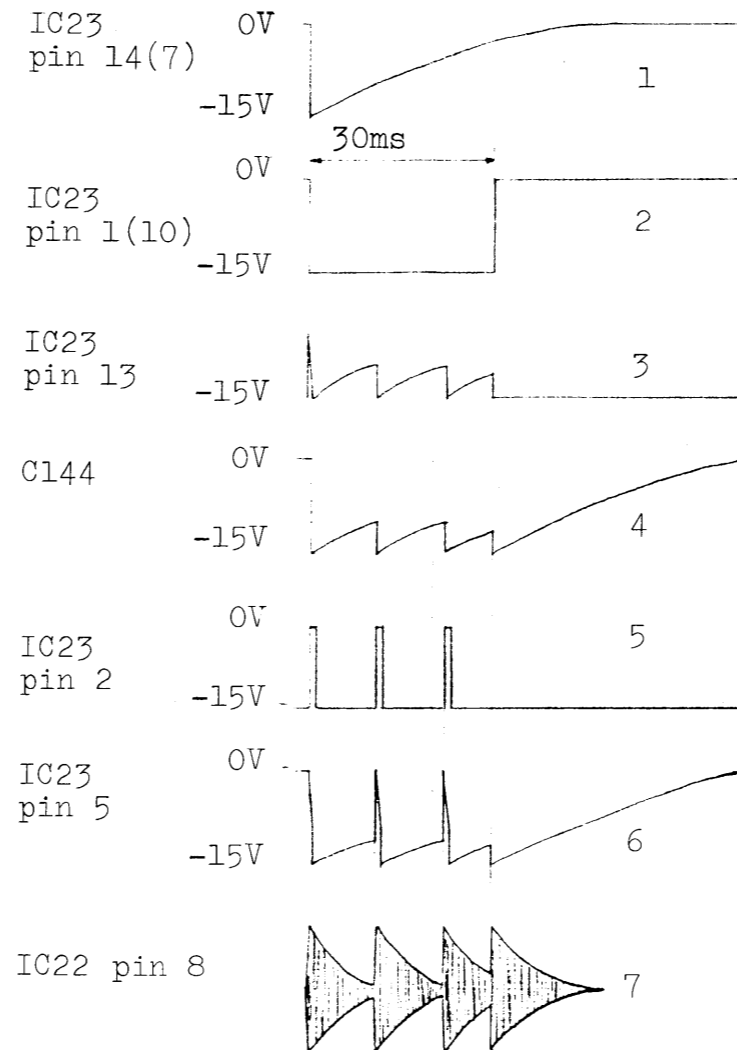 IC23 0V
pin 14(7)
-15V
1
30ms
0V
IC23
pin 1(10)
2
-15V
IC23
pin 13
3
-15V
0V
C144
4
-15V
0V
5
IC23
pin 2
-15V
0V
IC23
pin 5
6
-15V
IC22 pin 8
7